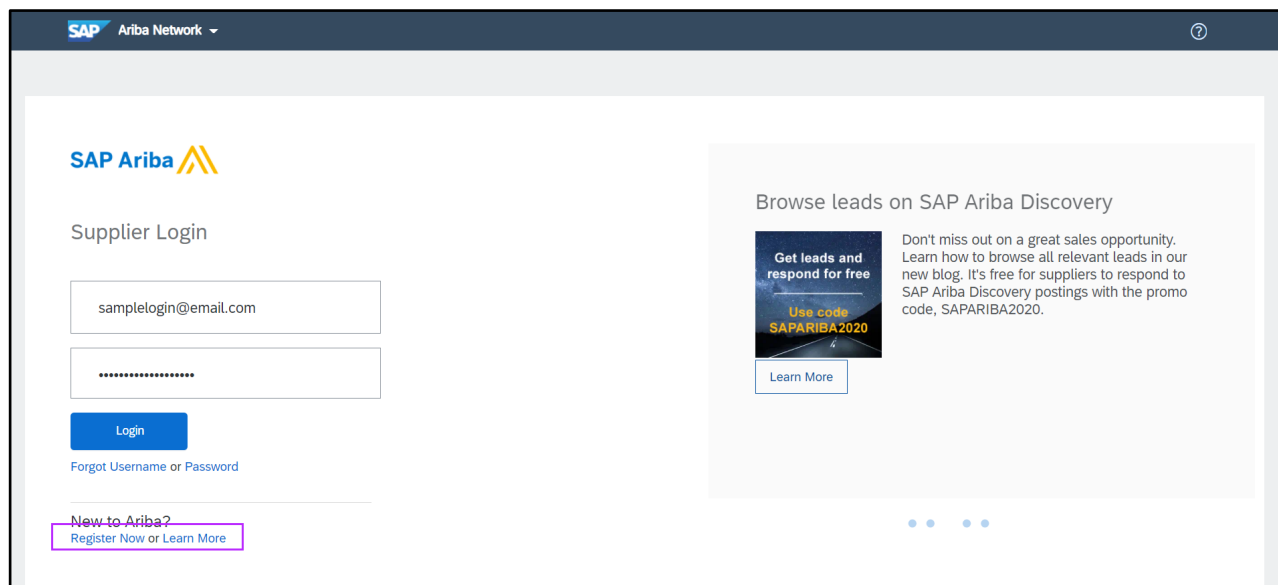 SAP Ariba Network
SAP Ariba
Supplier Login
samplelogin@email.com
Login
Forgot Username or Password
New to Ariba?
Register Now or Learn More
Browse leads on SAP Ariba Discovery
Get leads and
respond for free
Use code
SAPARIBA2020
Don't miss out on a great sales opportunity.
Learn how to browse all relevant leads in our
new blog. It's free for suppliers to respond to
SAP Ariba Discovery postings with the promo
code, SAPARIBA2020.
Learn More